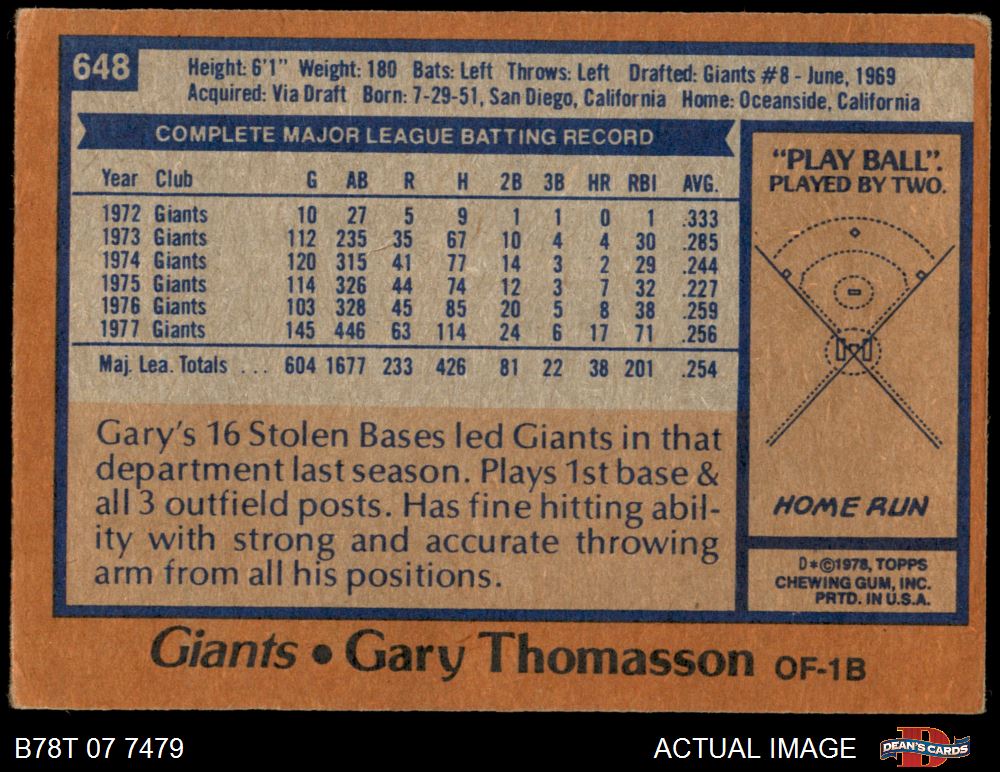 648
Height: 6'1" Weight: 180 Bats: Left Throws: Left Drafted: Giants #8 - June, 1969
Acquired: Via Draft Born: 7-29-51, San Diego, California Home: Oceanside, California
COMPLETE MAJOR LEAGUE BATTING RECORD
Year Club G AB R H 2B 3B HR RBI AVG.
1972 Giants 10 27 5 9 1 1 0 1 .333
1973 Giants 112 235 35 67 10 4 4 30 .285
1974 Giants 120 315 41 77 14 3 2 29 .244
1975 Giants 114 326 44 74 12 3 7 32 .227
1976 Giants 103 328 45 85 20 5 8 38 .259
1977 Giants 145 446 63 114 24 6 17 71 .256
Maj. Lea. Totals ... 604 1677 233 426 81 22 38 201 .254
Gary's 16 Stolen Bases led Giants in that
department last season. Plays 1st base &
all 3 outfield posts. Has fine hitting abil-
ity with strong and accurate throwing
arm from all his positions.
"PLAY BALL".
PLAYED BY TWO.
HOME RUN
D*©1978, TOPPS
CHEWING GUM, INC.
PRTD. IN U.S.A.
Giants • Gary Thomasson OF-1B
B78T 07 7479
ACTUAL IMAGE
D
DEAN'S CARDS